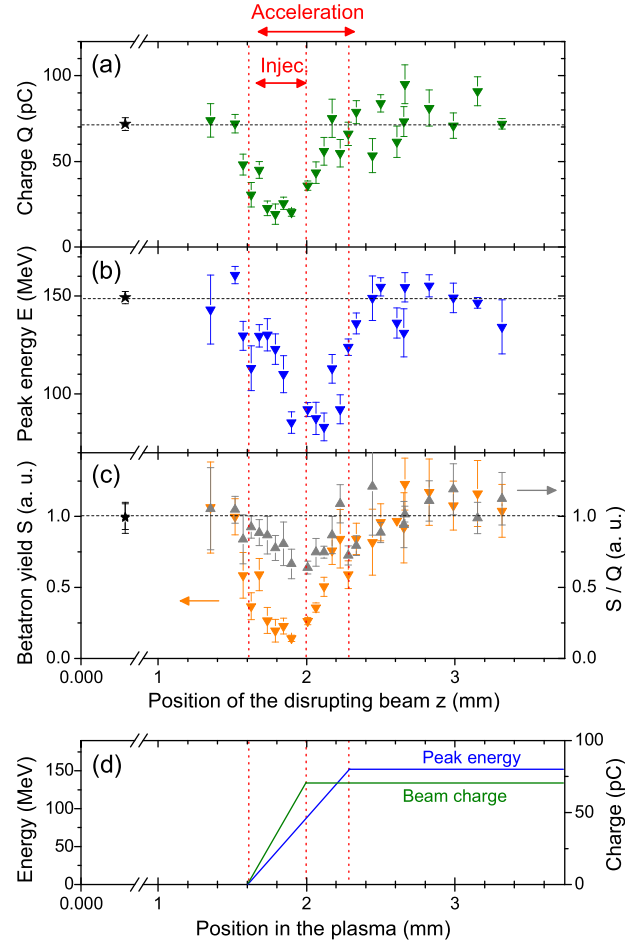 Acceleration
Injec.
(a)
Charge Q (pC)
100
50
0
(b)
Peak energy E (MeV)
150
100
(c)
Betatron yield S (a. u.)
S / Q (a. u.)
1.0
1.0
0.5
0.5
0.0
0.0
0.000 1 2 3
Position of the disrupting beam z (mm)
(d)
Energy (MeV)
Charge (pC)
Peak energy
Beam charge
150
100
50
0
100
50
0
0.000 1 2 3
Position in the plasma (mm)